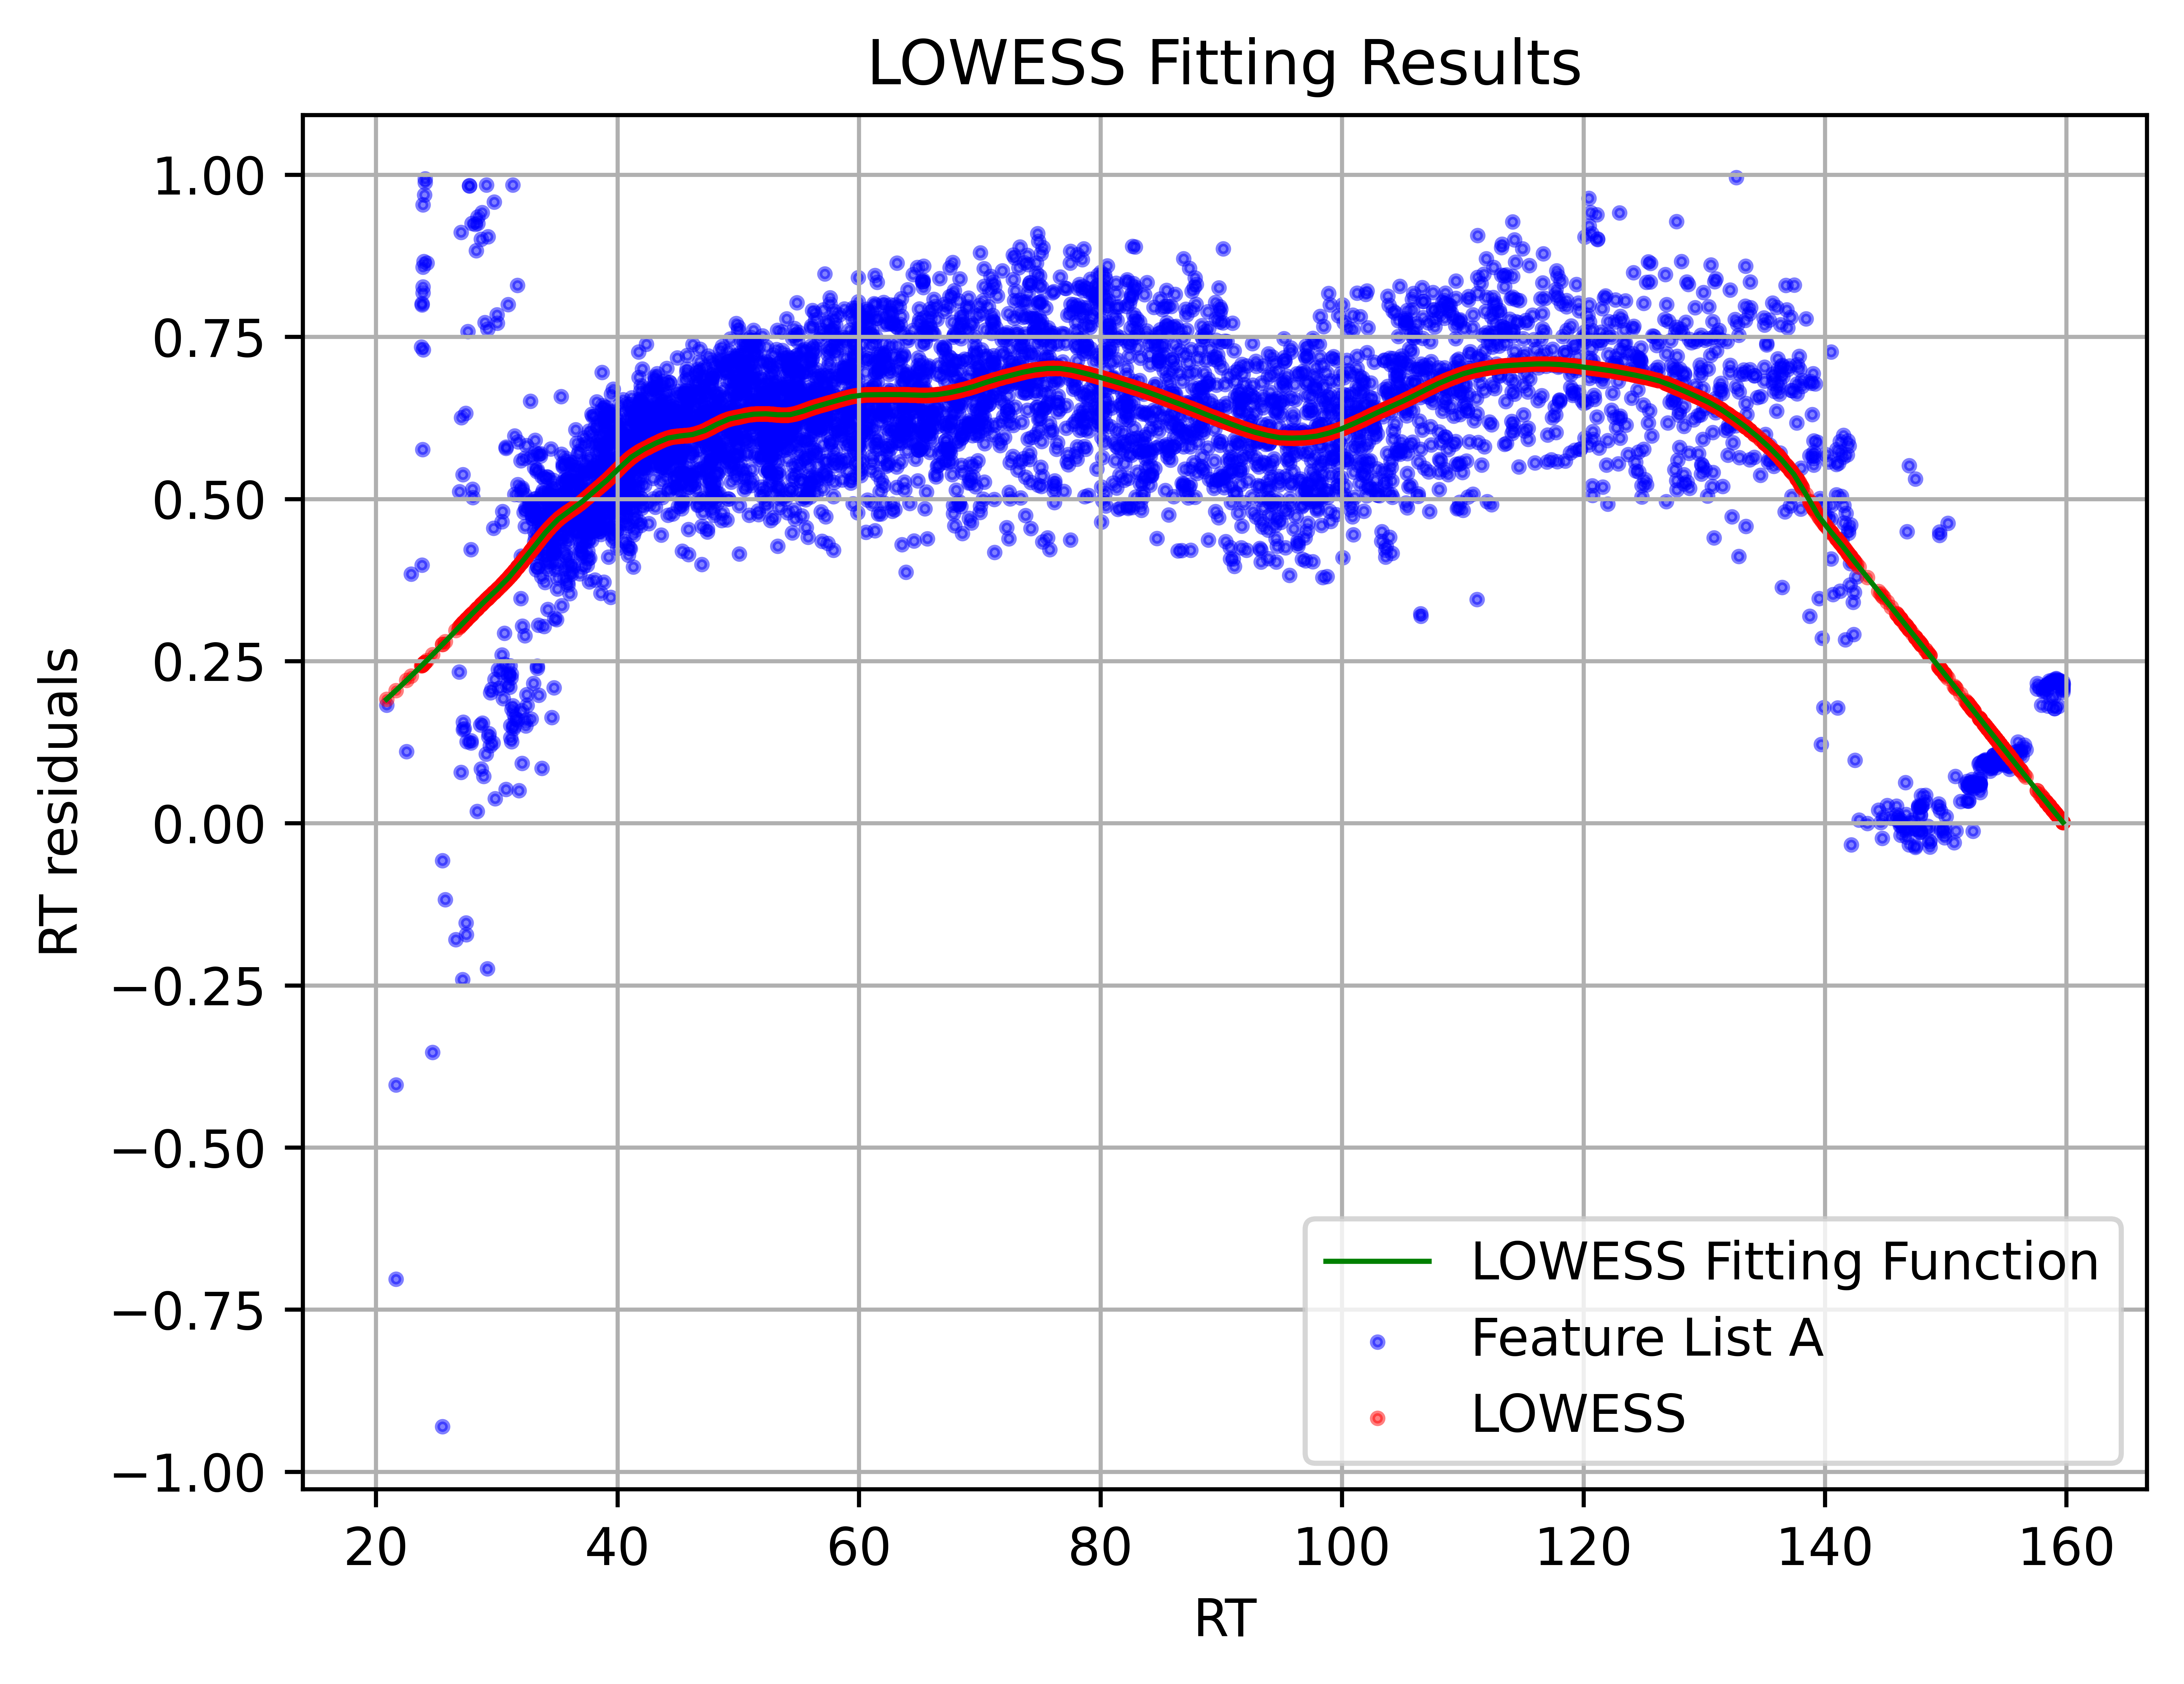 LOWESS Fitting Results
1.00
0.75
0.50
0.25
0.00
−0.25
−0.50
−0.75
−1.00
RT residuals
20 40 60 80 100 120 140 160
RT
LOWESS Fitting Function
Feature List A
LOWESS